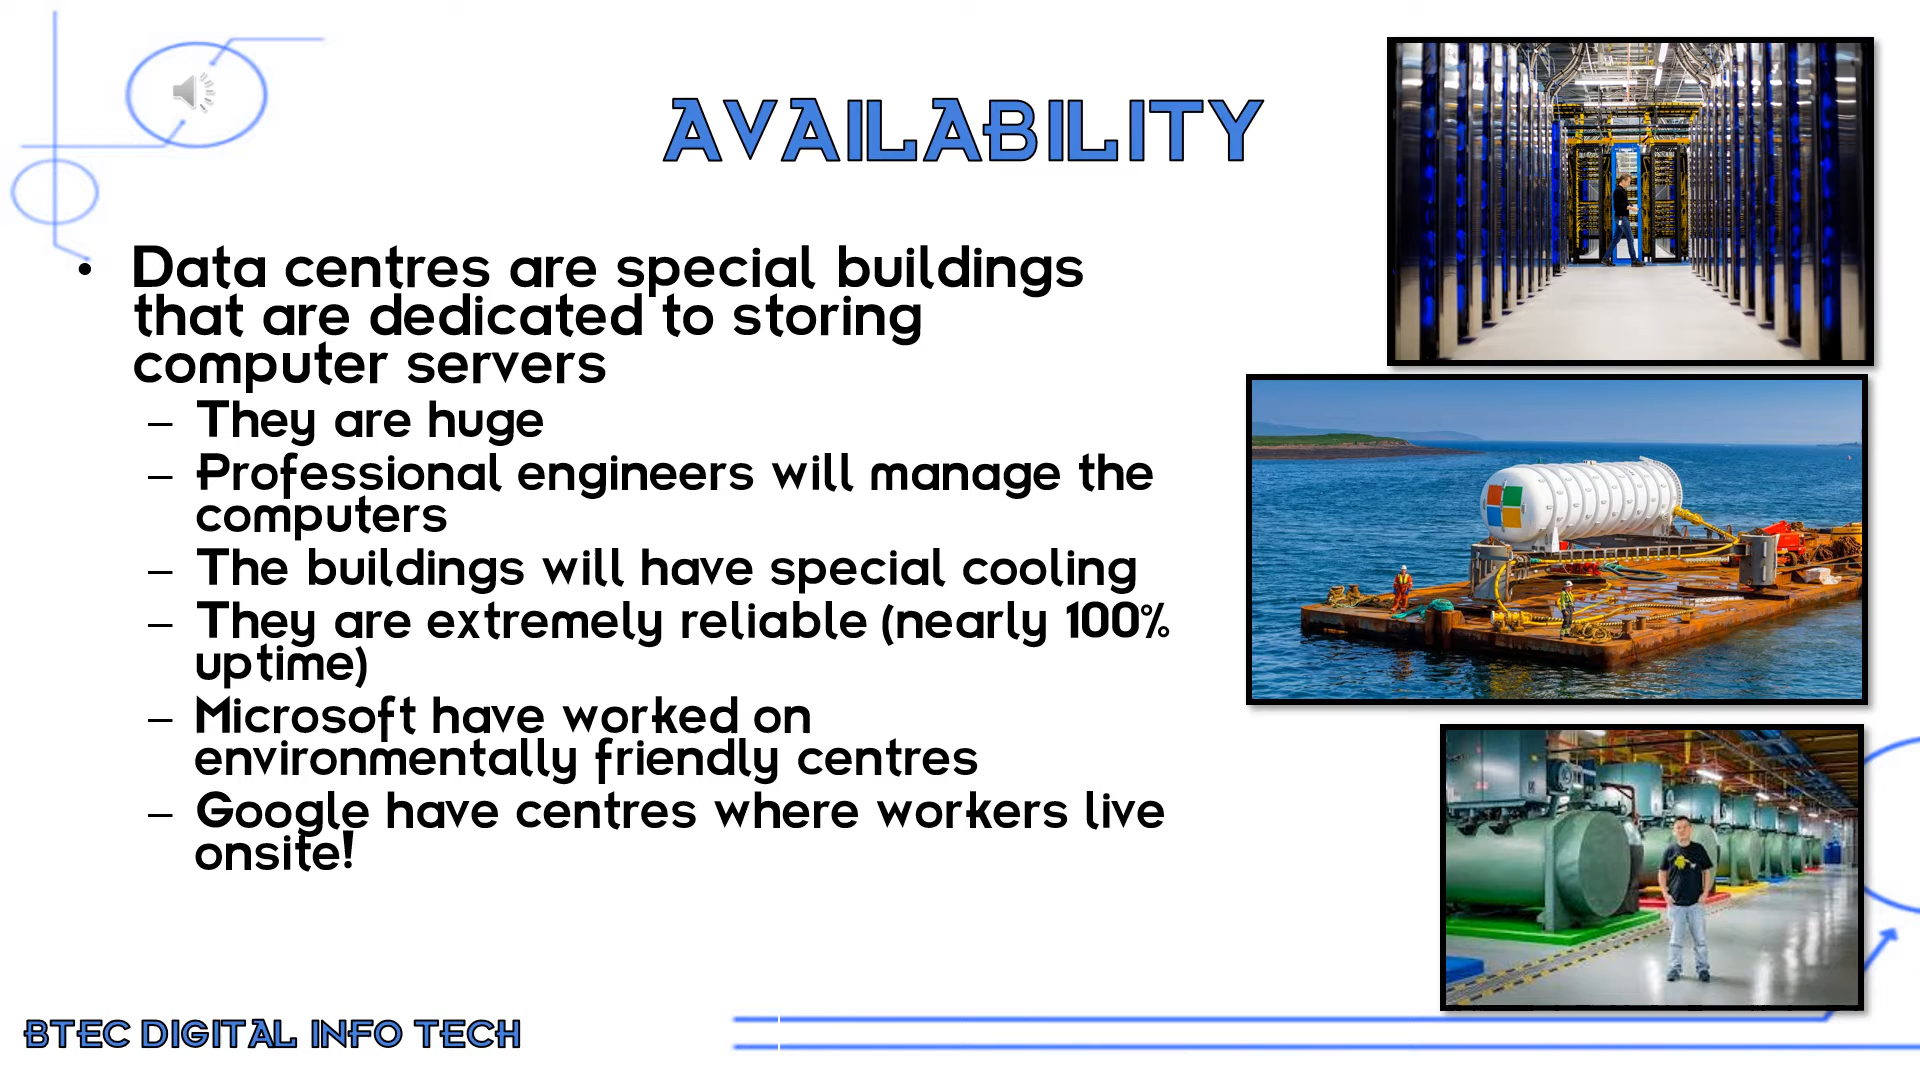 AVAILABILITY
• Data centres are special buildings
that are dedicated to storing
computer servers
– They are huge
– Professional engineers will manage the
computers
– The buildings will have special cooling
– They are extremely reliable (nearly 100%
uptime)
– Microsoft have worked on
environmentally friendly centres
– Google have centres where workers live
onsite!
BTEC DIGITAL INFO TECH